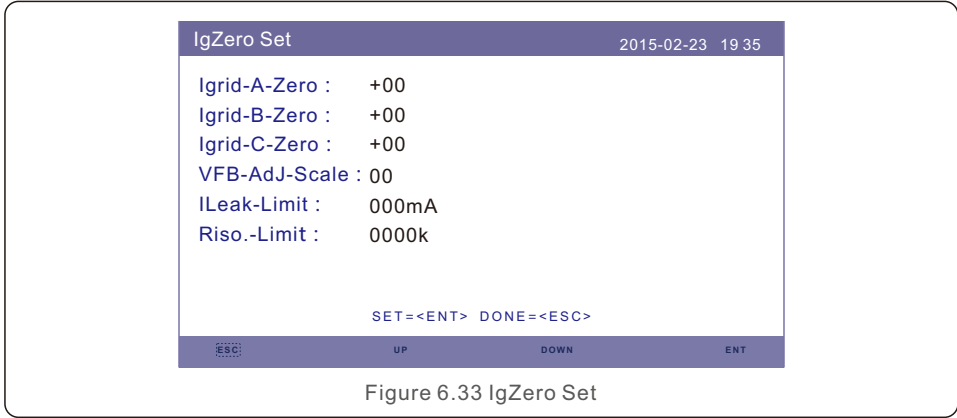 IgZero Set 2015-02-23 19 35
Igrid-A-Zero : +00
Igrid-B-Zero : +00
Igrid-C-Zero : +00
VFB-AdJ-Scale : 00
ILeak-Limit : 000mA
Riso.-Limit : 0000k
SET=<ENT> DONE=<ESC>
ESC UP DOWN ENT
Figure 6.33 IgZero Set